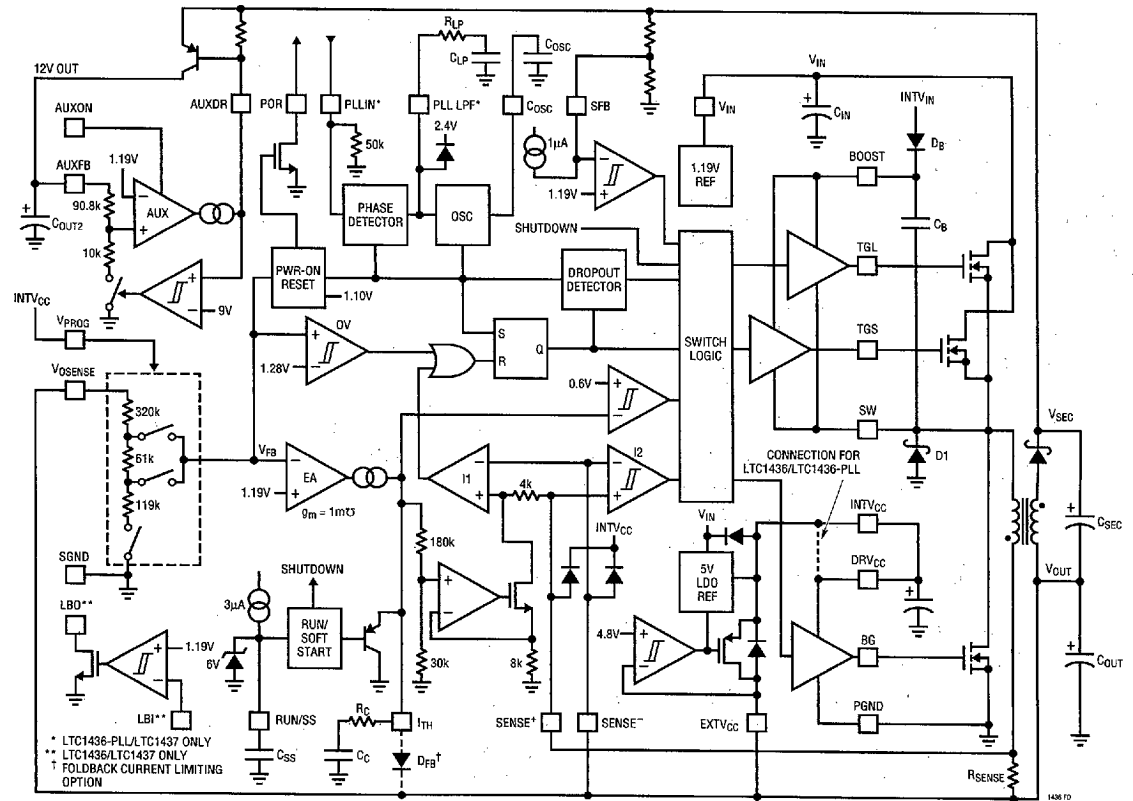 RLP
CLP
COSC
12V OUT
AUXDR
POR
PLLIN*
PLL LPF*
COSC
SFB
VIN
VIN
CIN
INTVIN
DB
AUXON
AUXFB
1.19V
90.8k
AUX
COUT2
10k
9V
50k
2.4V
1µA
1.19V
1.19V
REF
BOOST
CB
PHASE
DETECTOR
OSC
SHUTDOWN
PWR-ON
RESET
1.10V
DROPOUT
DETECTOR
TGL
INTVCC
VPROG
VOSENSE
OV
1.28V
S
R
Q
SWITCH
LOGIC
TGS
0.6V
320k
61k
119k
VFB
EA
1.19V
gm = 1m℧
I1
4k
I2
SW
D1
VSEC
CONNECTION FOR
LTC1436/LTC1436-PLL
INTVCC
180k
VIN
5V
LDO
REF
INTVCC
DRVCC
CSEC
VOUT
SGND
LBO**
1.19V
LBI**
SHUTDOWN
3µA
6V
RUN/
SOFT
START
30k
8k
4.8V
BG
COUT
PGND
RUN/SS
CSS
RC
CC
ITH
DFB†
SENSE+
SENSE−
EXTVCC
RSENSE
* LTC1436-PLL/LTC1437 ONLY
** LTC1436/LTC1437 ONLY
† FOLDBACK CURRENT LIMITING
OPTION
1436 FD